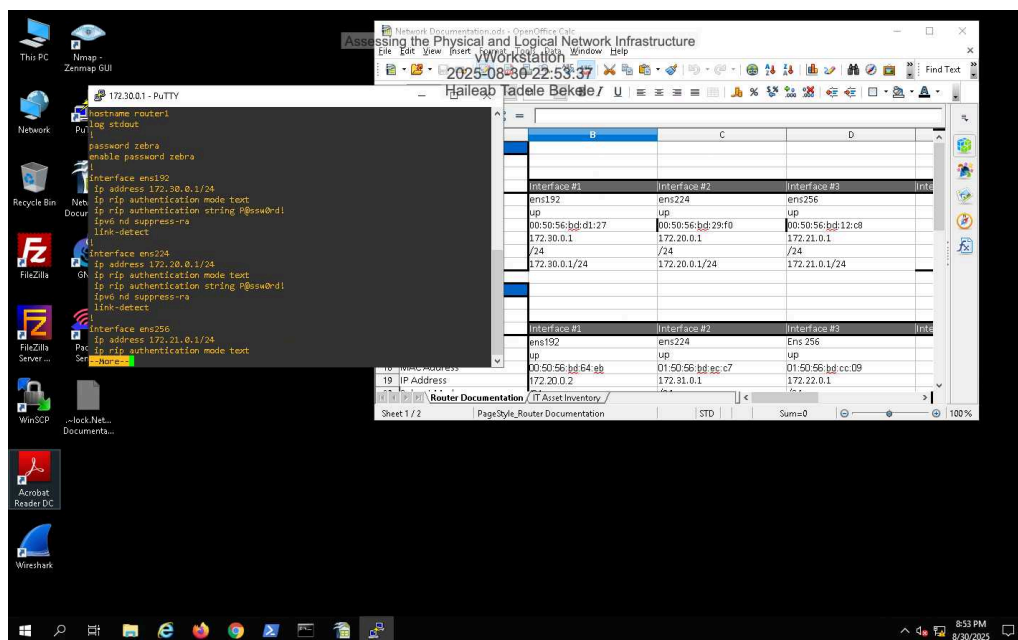 Assessing the Physical and Logical Network Infrastructure
vWorkstation
2025-08-30 22:53:37
Haileab Tadele Bekele
This PC
Nmap -
Zenmap GUI
Network
Recycle Bin
FileZilla
FileZilla
Server ...
WinSCP
.~lock.Net...
Documenta...
Acrobat
Reader DC
Wireshark
172.30.0.1 - PuTTY
hostname router1
log stdout
!
password zebra
enable password zebra
!
interface ens192
ip address 172.30.0.1/24
ip rip authentication mode text
ip rip authentication string P@ssw0rd!
ipv6 nd suppress-ra
link-detect
!
interface ens224
ip address 172.20.0.1/24
ip rip authentication mode text
ip rip authentication string P@ssw0rd!
ipv6 nd suppress-ra
link-detect
!
interface ens256
ip address 172.21.0.1/24
ip rip authentication mode text
--More--
Network Documentation.ods - OpenOffice Calc
File Edit View Insert Format Tools Data Window Help
Find Text
B C D
Interface #1 Interface #2 Interface #3 Inte
ens192 ens224 ens256
up up up
00:50:56:bd:d1:27 00:50:56:bd:29:f0 00:50:56:bd:12:c8
172.30.0.1 172.20.0.1 172.21.0.1
/24 /24 /24
172.30.0.1/24 172.20.0.1/24 172.21.0.1/24
Interface #1 Interface #2 Interface #3 Inte
ens192 ens224 Ens 256
up up up
18 MAC Address 00:50:56:bd:64:eb 01:50:56:bd:ec:c7 01:50:56:bd:cc:09
19 IP Address 172.20.0.2 172.31.0.1 172.22.0.1
Router Documentation IT Asset Inventory
Sheet 1 / 2 PageStyle_Router Documentation STD Sum=0 100%
8:53 PM
8/30/2025